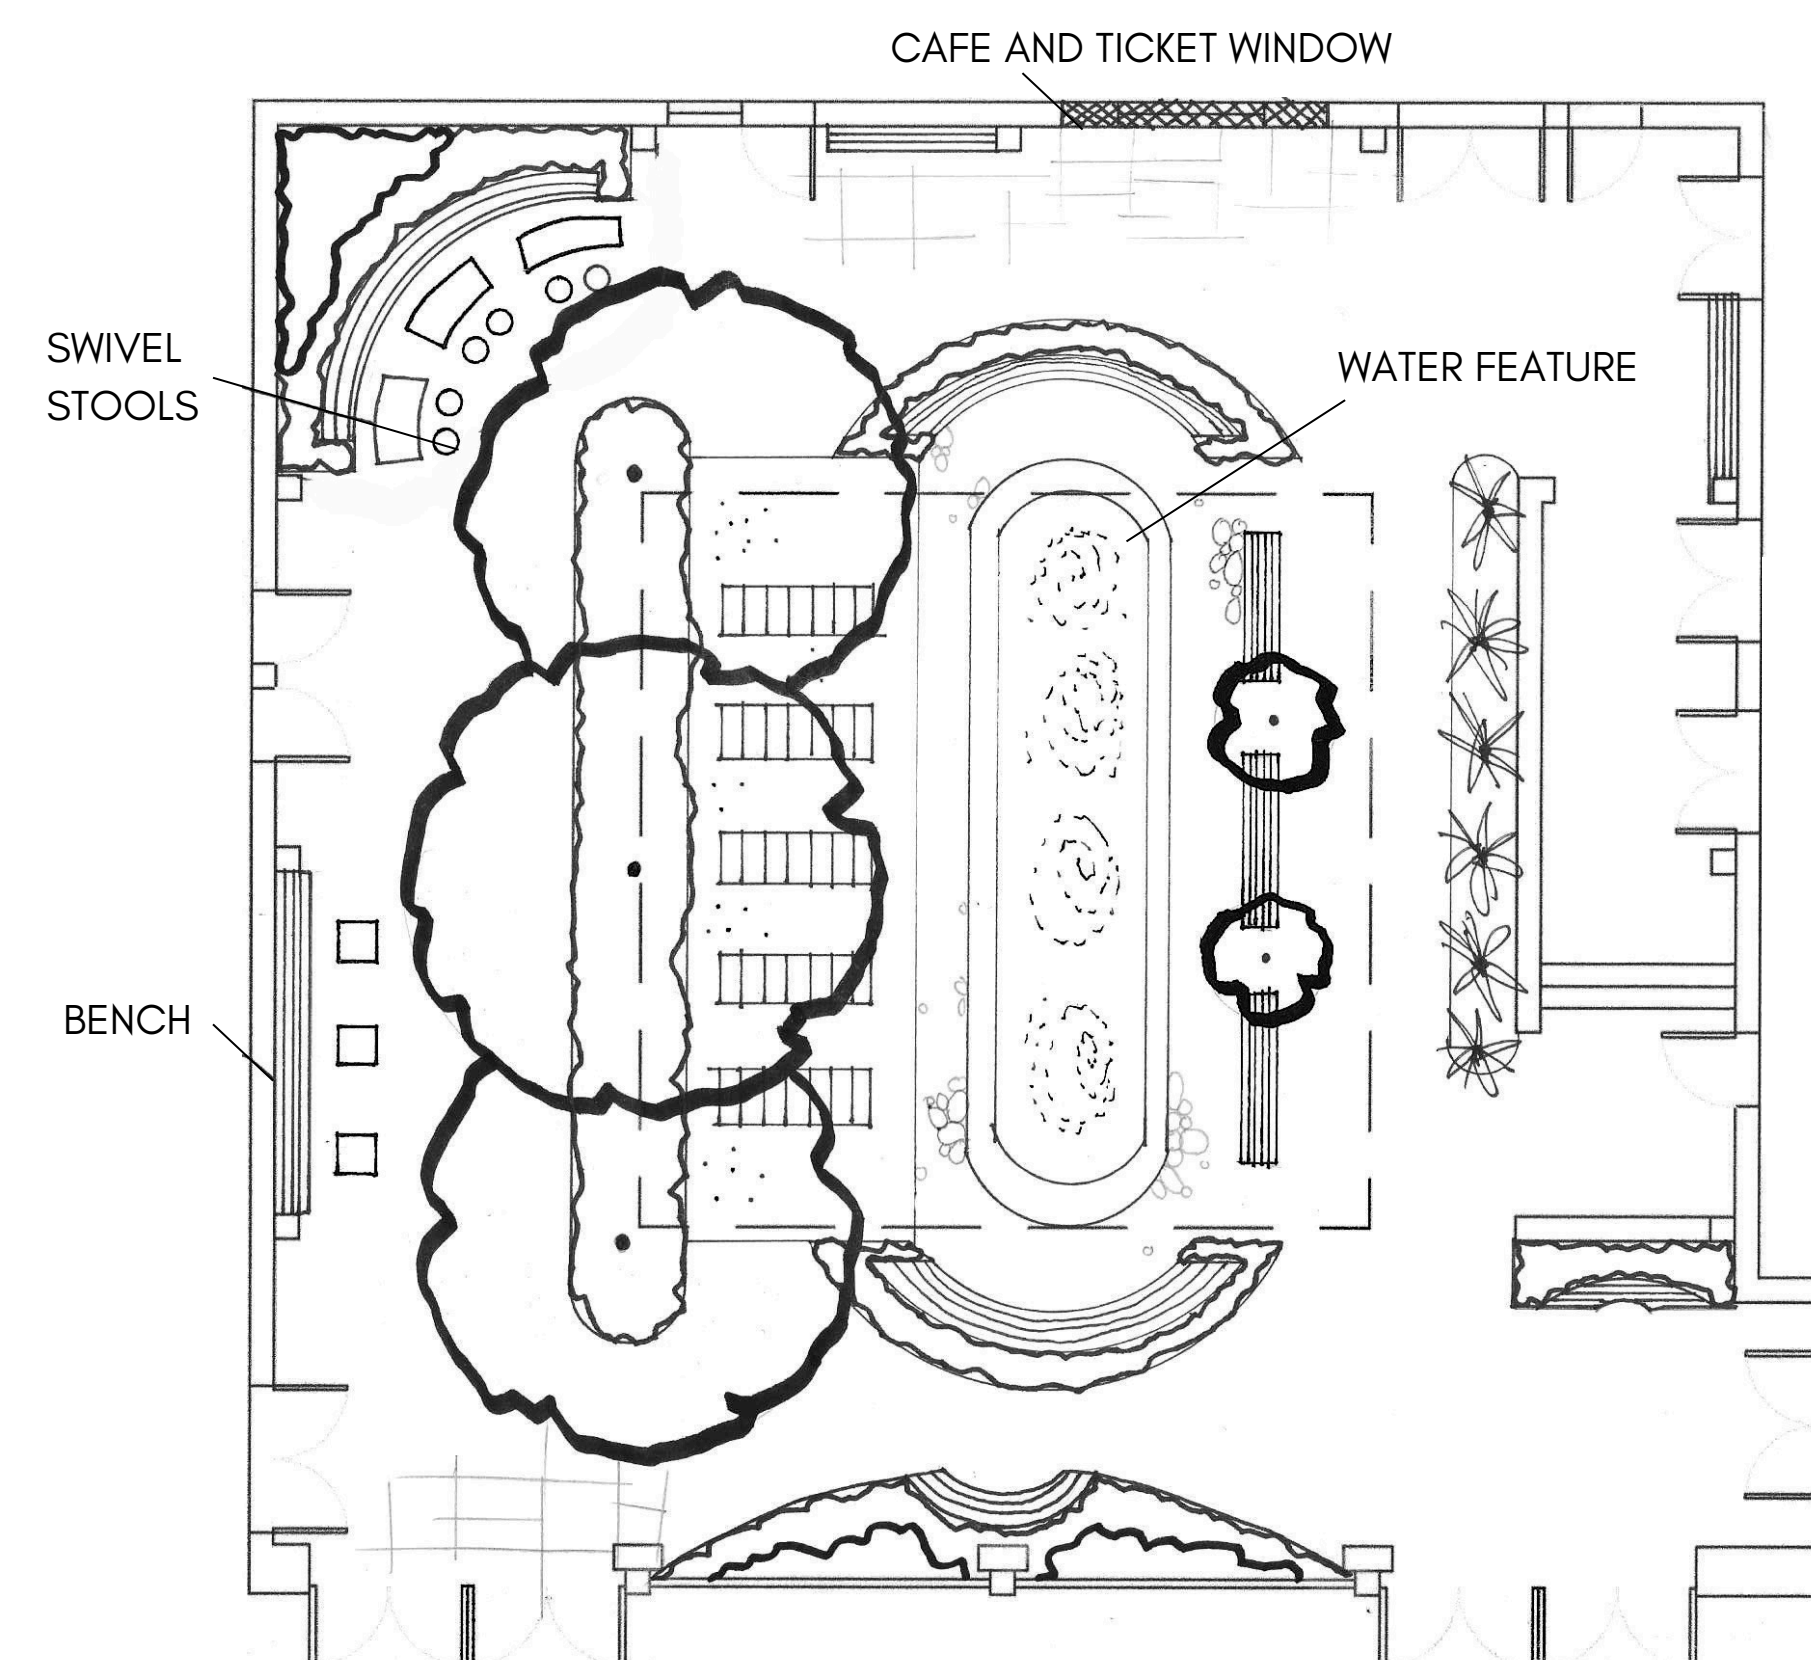 CAFE AND TICKET WINDOW
SWIVEL
STOOLS
WATER FEATURE
BENCH